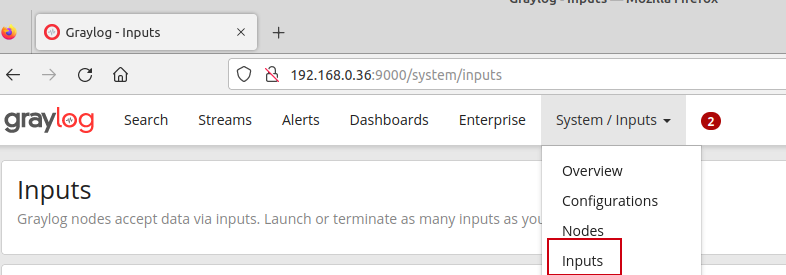 Graylog - Inputs — Mozilla Firefox
Graylog - Inputs
192.168.0.36:9000/system/inputs
graylog Search Streams Alerts Dashboards Enterprise System / Inputs 2
Overview
Configurations
Nodes
Inputs
Inputs
Graylog nodes accept data via inputs. Launch or terminate as many inputs as you